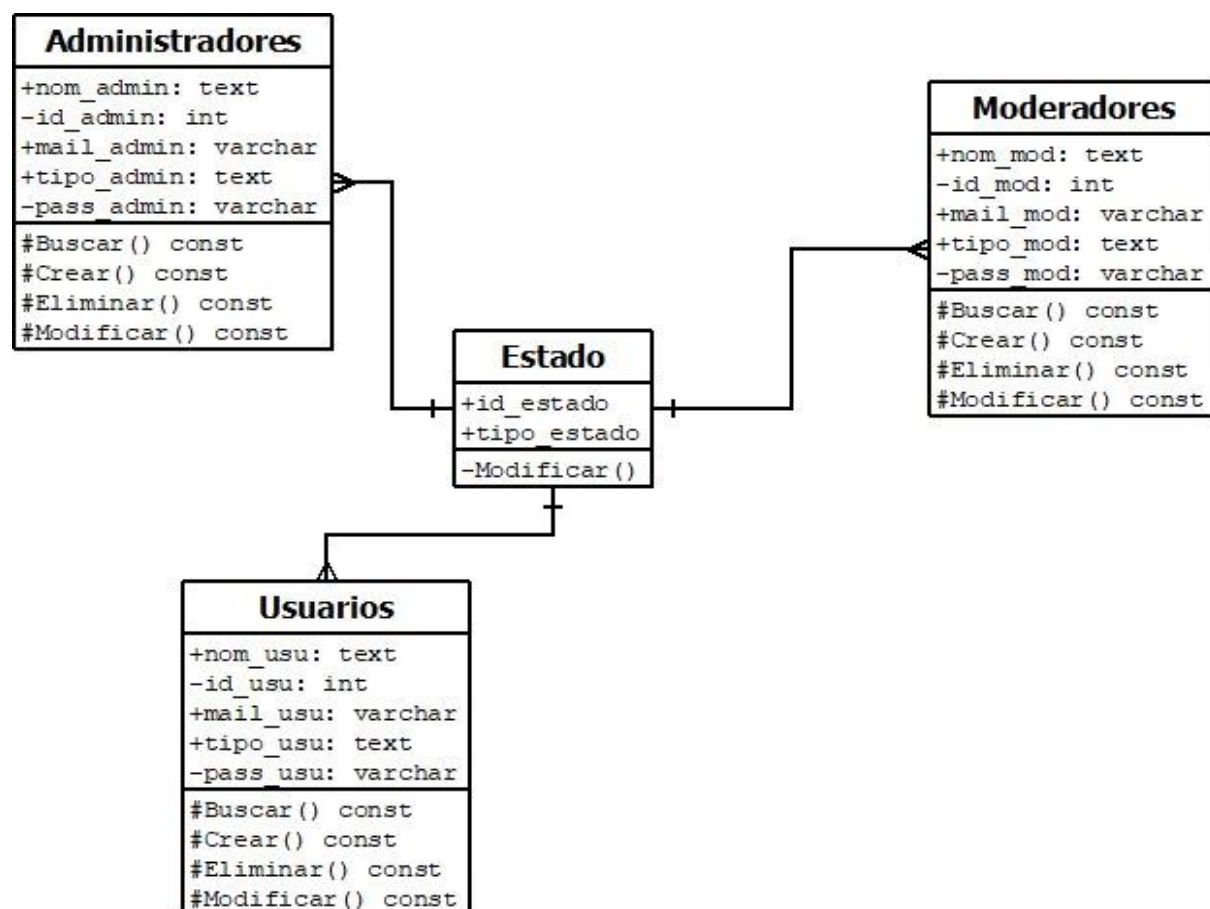 Administradores
+nom_admin: text
-id_admin: int
+mail_admin: varchar
+tipo_admin: text
-pass_admin: varchar
#Buscar() const
#Crear() const
#Eliminar() const
#Modificar() const
Moderadores
+nom_mod: text
-id_mod: int
+mail_mod: varchar
+tipo_mod: text
-pass_mod: varchar
#Buscar() const
#Crear() const
#Eliminar() const
#Modificar() const
Estado
+id_estado
+tipo_estado
-Modificar()
Usuarios
+nom_usu: text
-id_usu: int
+mail_usu: varchar
+tipo_usu: text
-pass_usu: varchar
#Buscar() const
#Crear() const
#Eliminar() const
#Modificar() const